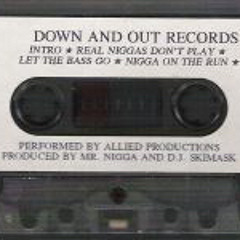 DOWN AND OUT RECORDS
INTRO ★ REAL NIGGAS DON'T PLAY ★
LET THE BASS GO ★ NIGGA ON THE RUN ★
PERFORMED BY ALLIED PRODUCTIONS
PRODUCED BY MR. NIGGA AND D.J. SKIMASK